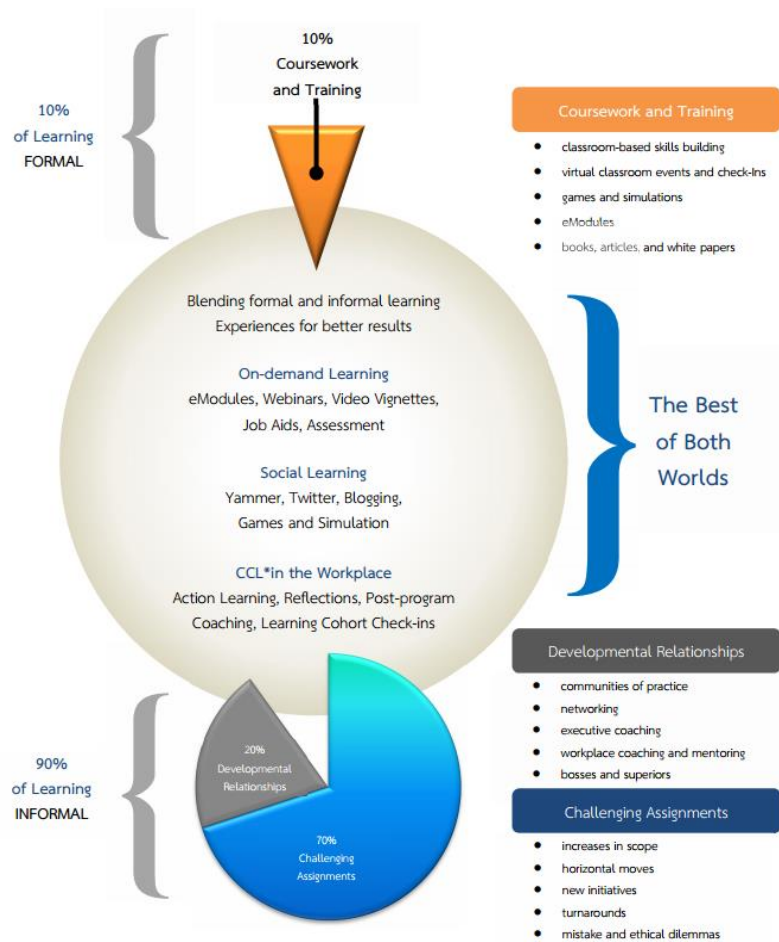 10%
Coursework
and Training
10%
of Learning
FORMAL
Coursework and Training
classroom-based skills building
virtual classroom events and check-Ins
games and simulations
eModules
books, articles, and white papers
Blending formal and informal learning
Experiences for better results
On-demand Learning
eModules, Webinars, Video Vignettes,
Job Aids, Assessment
Social Learning
Yammer, Twitter, Blogging,
Games and Simulation
CCL*in the Workplace
Action Learning, Reflections, Post-program
Coaching, Learning Cohort Check-ins
The Best
of Both
Worlds
90%
of Learning
INFORMAL
20%
Developmental
Relationships
70%
Challenging
Assignments
Developmental Relationships
communities of practice
networking
executive coaching
workplace coaching and mentoring
bosses and superiors
Challenging Assignments
increases in scope
horizontal moves
new initiatives
turnarounds
mistake and ethical dilemmas